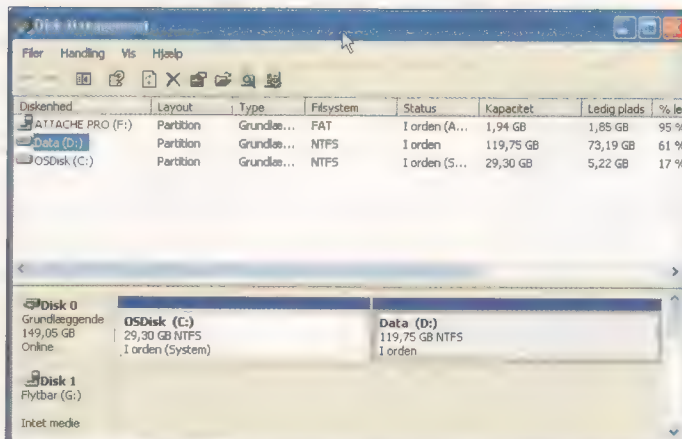 Disk Management
Filer Handling Vis Hjælp
Diskenhed Layout Type Filsystem Status Kapacitet Ledig plads % le
ATTACHE PRO (F:) Partition Grundlæ... FAT I orden (A... 1,94 GB 1,85 GB 95 %
Data (D:) Partition Grundlæ... NTFS I orden 119,75 GB 73,19 GB 61 %
OSDisk (C:) Partition Grundlæ... NTFS I orden (S... 29,30 GB 5,22 GB 17 %
Disk 0
Grundlæggende
149,05 GB
Online
OSDisk (C:)
29,30 GB NTFS
I orden (System)
Data (D:)
119,75 GB NTFS
I orden
Disk 1
Flytbar (G:)
Intet medie